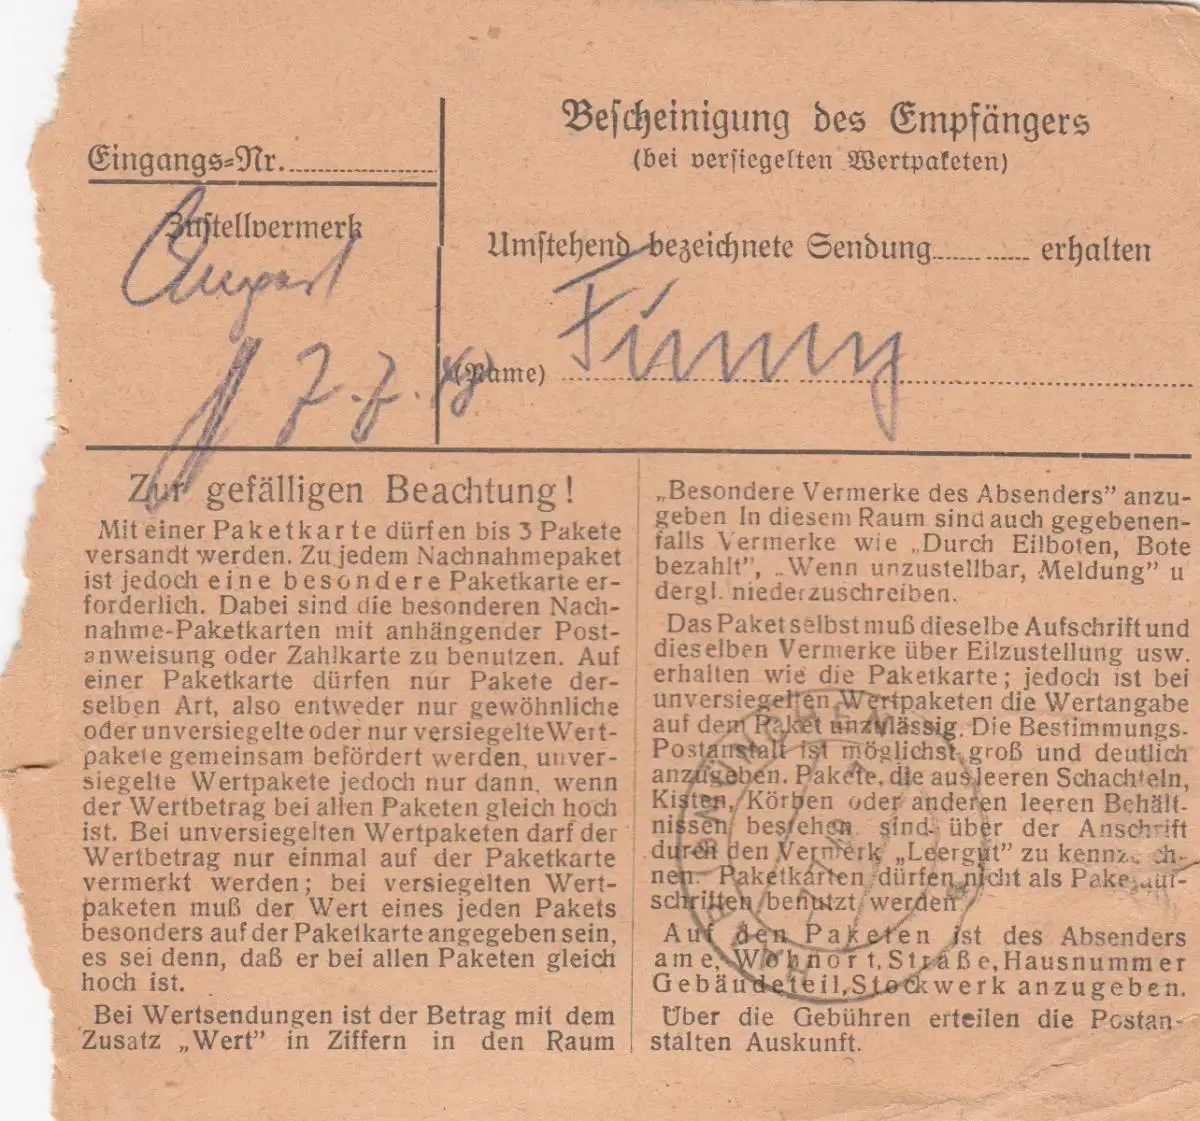 Eingangs=Nr.
Zustellvermerk
7.7.
Bescheinigung des Empfängers
(bei versiegelten Wertpaketen)
Umstehend bezeichnete Sendung erhalten
(Name)
Zur gefälligen Beachtung!
Mit einer Paketkarte dürfen bis 3 Pakete
versandt werden. Zu jedem Nachnahmepaket
ist jedoch eine besondere Paketkarte er-
forderlich. Dabei sind die besonderen Nach-
nahme-Paketkarten mit anhängender Post-
anweisung oder Zahlkarte zu benutzen. Auf
einer Paketkarte dürfen nur Pakete der-
selben Art, also entweder nur gewöhnliche
oder unversiegelte oder nur versiegelte Wert-
pakete gemeinsam befördert werden, unver-
siegelte Wertpakete jedoch nur dann, wenn
der Wertbetrag bei allen Paketen gleich hoch
ist. Bei unversiegelten Wertpaketen darf der
Wertbetrag nur einmal auf der Paketkarte
vermerkt werden; bei versiegelten Wert-
paketen muß der Wert eines jeden Pakets
besonders auf der Paketkarte angegeben sein,
es sei denn, daß er bei allen Paketen gleich
hoch ist.
Bei Wertsendungen ist der Betrag mit dem
Zusatz „Wert" in Ziffern in den Raum
„Besondere Vermerke des Absenders" anzu-
geben In diesem Raum sind auch gegebenen-
falls Vermerke wie „Durch Eilboten, Bote
bezahlt", „Wenn unzustellbar, Meldung" u
dergl. niederzuschreiben.
Das Paket selbst muß dieselbe Aufschrift und
dieselben Vermerke über Eilzustellung usw.
erhalten wie die Paketkarte; jedoch ist bei
unversiegelten Wertpaketen die Wertangabe
auf dem Paket unzulässig. Die Bestimmungs-
Postanstalt ist möglichst groß und deutlich
anzugeben. Pakete, die aus leeren Schachteln,
Kisten, Körben oder anderen leeren Behält-
nissen bestehen sind über der Anschrift
durch den Vermerk „Leergut" zu kennzeich-
nen. Paketkarten dürfen nicht als Paketauf-
schriften benutzt werden
Auf den Paketen ist des Absenders
ame, Wohnort, Straße, Hausnummer
Gebäudeteil, Stockwerk anzugeben.
Über die Gebühren erteilen die Postan-
stalten Auskunft.